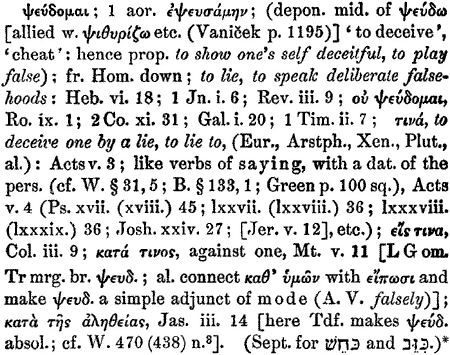 ψεύδομαι; 1 aor. ἐψευσάμην; (depon. mid. of ψεύδω
[allied w. ψιθυρίζω etc. (Vaniček p. 1195)] ‘to deceive’,
‘cheat’: hence prop. to show one's self deceitful, to play
false); fr. Hom. down; to lie, to speak deliberate false-
hoods: Heb. vi. 18; 1 Jn. i. 6; Rev. iii. 9; οὐ ψεύδομαι,
Ro. ix. 1; 2 Co. xi. 31; Gal. i. 20; 1 Tim. ii. 7; τινά, to
deceive one by a lie, to lie to, (Eur., Arstph., Xen., Plut.,
al.): Acts v. 3; like verbs of saying, with a dat. of the
pers. (cf. W. § 31, 5; B. § 133, 1; Green p. 100 sq.), Acts
v. 4 (Ps. xvii. (xviii.) 45; lxxvii. (lxxviii.) 36; lxxxviii.
(lxxxix.) 36; Josh. xxiv. 27; [Jer. v. 12], etc.); εἴς τινα,
Col. iii. 9; κατά τινος, against one, Mt. v. 11 [L G om.
Tr mrg. br. ψευδ.; al. connect καθ’ ὑμῶν with εἴπωσι and
make ψευδ. a simple adjunct of mode (A. V. falsely)];
κατὰ τῆς ἀληθείας, Jas. iii. 14 [here Tdf. makes ψεύδ.
absol.; cf. W. 470 (438) n.³]. (Sept. for כִּחֵשׁ and כִּזֵּב.)*